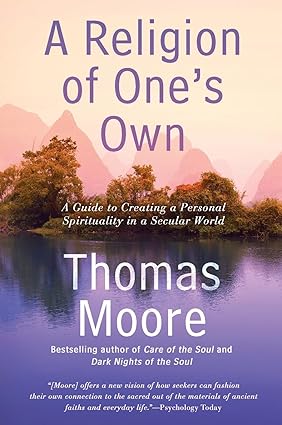 A Religion
of One's
Own
A Guide to Creating a Personal
Spirituality in a Secular World
Thomas
Moore
Bestselling author of Care of the Soul and
Dark Nights of the Soul
“[Moore] offers a new vision of how seekers can fashion
their own connection to the sacred out of the materials of ancient
faiths and everyday life.”—Psychology Today